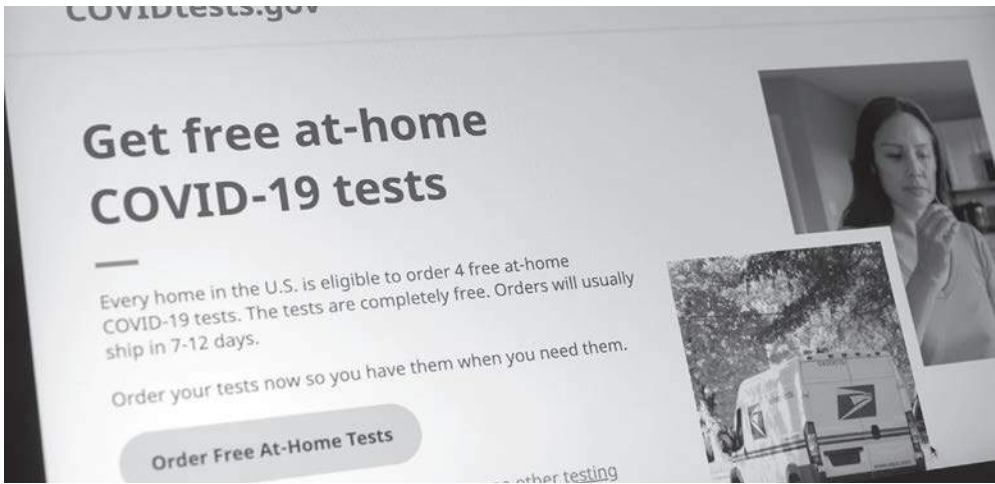 COVIDtests.gov
Get free at-home
COVID-19 tests
Every home in the U.S. is eligible to order 4 free at-home
COVID-19 tests. The tests are completely free. Orders will usually
ship in 7-12 days.
Order your tests now so you have them when you need them.
Order Free At-Home Tests
other testing